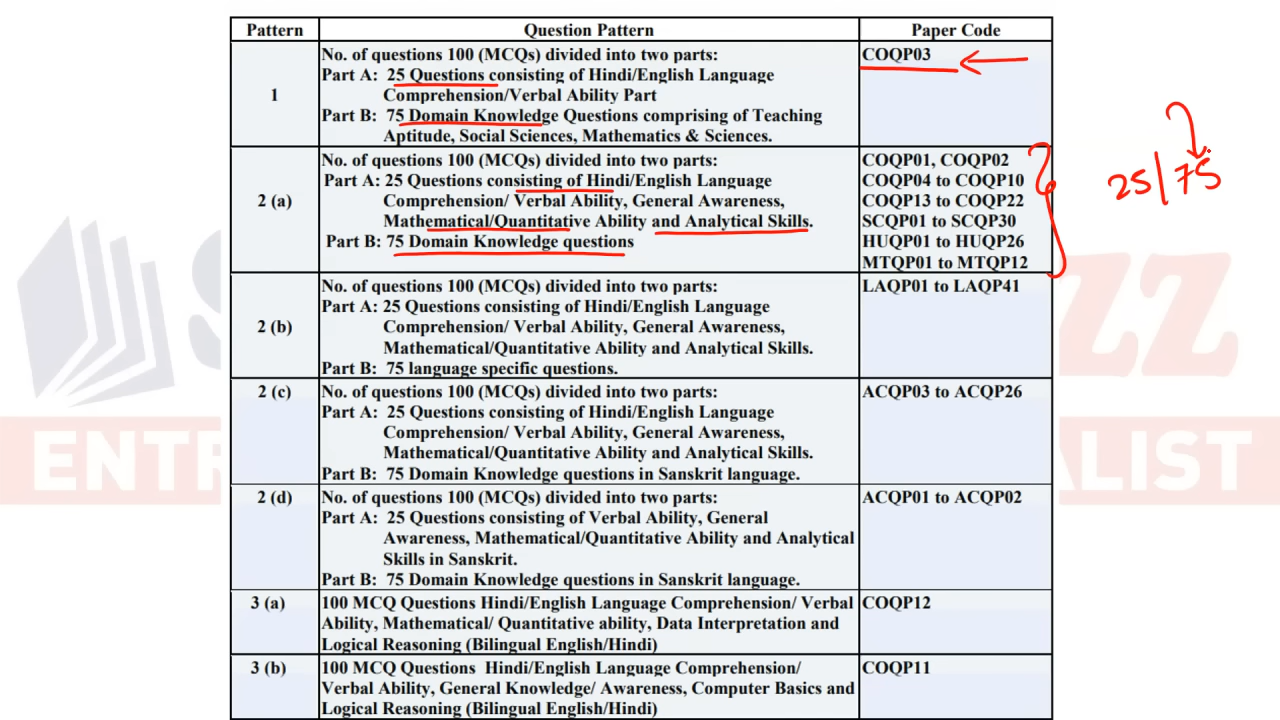 Pattern Question Pattern Paper Code
1
No. of questions 100 (MCQs) divided into two parts:
Part A: 25 Questions consisting of Hindi/English Language
Comprehension/Verbal Ability Part
Part B: 75 Domain Knowledge Questions comprising of Teaching
Aptitude, Social Sciences, Mathematics & Sciences.
COQP03
2 (a)
No. of questions 100 (MCQs) divided into two parts:
Part A: 25 Questions consisting of Hindi/English Language
Comprehension/ Verbal Ability, General Awareness,
Mathematical/Quantitative Ability and Analytical Skills.
Part B: 75 Domain Knowledge questions
COQP01, COQP02
COQP04 to COQP10
COQP13 to COQP22
SCQP01 to SCQP30
HUQP01 to HUQP26
MTQP01 to MTQP12
25/75
2 (b)
No. of questions 100 (MCQs) divided into two parts:
Part A: 25 Questions consisting of Hindi/English Language
Comprehension/ Verbal Ability, General Awareness,
Mathematical/Quantitative Ability and Analytical Skills.
Part B: 75 language specific questions.
LAQP01 to LAQP41
2 (c)
No. of questions 100 (MCQs) divided into two parts:
Part A: 25 Questions consisting of Hindi/English Language
Comprehension/ Verbal Ability, General Awareness,
Mathematical/Quantitative Ability and Analytical Skills.
Part B: 75 Domain Knowledge questions in Sanskrit language.
ACQP03 to ACQP26
2 (d)
No. of questions 100 (MCQs) divided into two parts:
Part A: 25 Questions consisting of Verbal Ability, General
Awareness, Mathematical/Quantitative Ability and Analytical
Skills in Sanskrit.
Part B: 75 Domain Knowledge questions in Sanskrit language.
ACQP01 to ACQP02
3 (a)
100 MCQ Questions Hindi/English Language Comprehension/ Verbal
Ability, Mathematical/ Quantitative ability, Data Interpretation and
Logical Reasoning (Bilingual English/Hindi)
COQP12
3 (b)
100 MCQ Questions Hindi/English Language Comprehension/
Verbal Ability, General Knowledge/ Awareness, Computer Basics and
Logical Reasoning (Bilingual English/Hindi)
COQP11